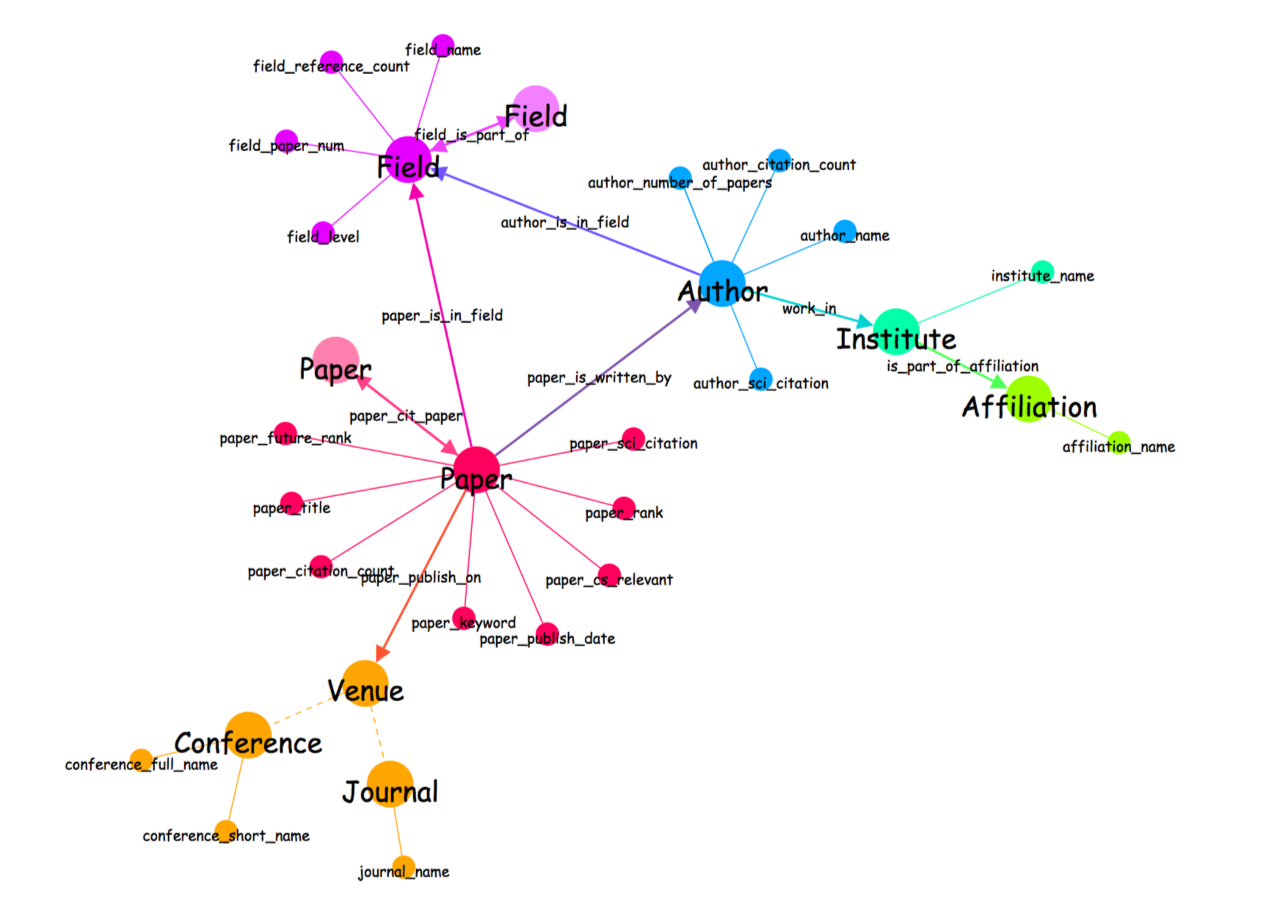 field_name
field_reference_count
Field
field_is_part_of
field_paper_num
Field
author_citation_count
author_number_of_papers
author_is_in_field
author_name
field_level
institute_name
Author
work_in
paper_is_in_field
Institute
is_part_of_affiliation
Paper
paper_is_written_by
author_sci_citation
Affiliation
paper_cit_paper
paper_future_rank
paper_sci_citation
affiliation_name
Paper
paper_title
paper_rank
paper_citation_count
paper_publish_on
paper_cs_relevant
paper_keyword
paper_publish_date
Venue
Conference
conference_full_name
Journal
conference_short_name
journal_name